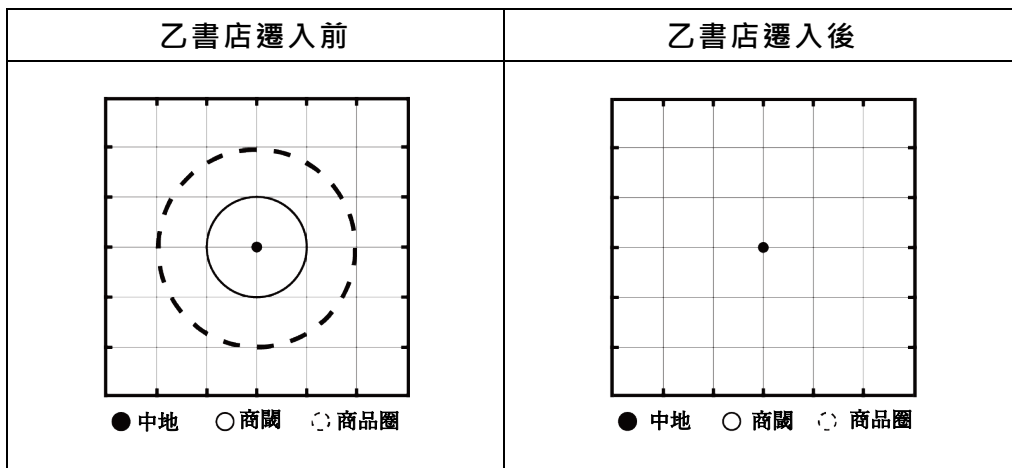 乙書店遷入前
乙書店遷入後
中地 商閾 商品圈
中地 商閾 商品圈